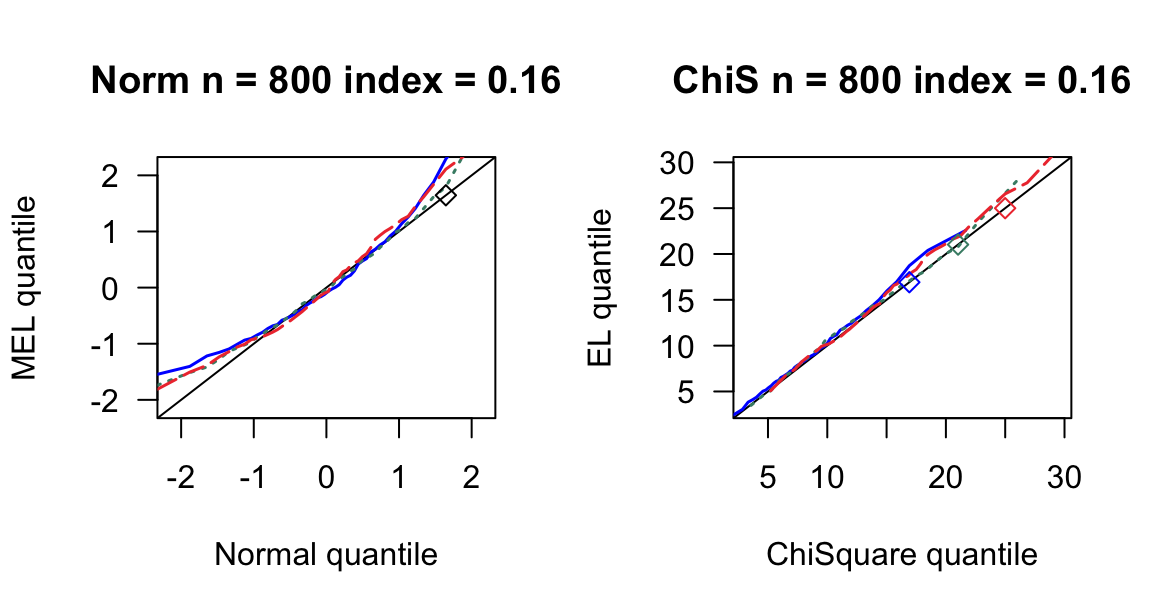 Norm n = 800 index = 0.16
MEL quantile
2
1
0
-1
-2
-2 -1 0 1 2
Normal quantile
ChiS n = 800 index = 0.16
EL quantile
30
25
20
15
10
5
5 10 20 30
ChiSquare quantile